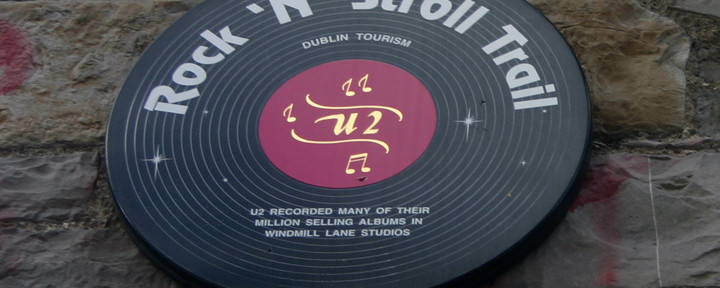 Rock 'N' Stroll Trail
DUBLIN TOURISM
U2
U2 RECORDED MANY OF THEIR
MILLION SELLING ALBUMS IN
WINDMILL LANE STUDIOS